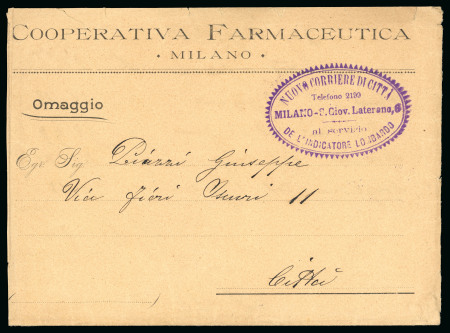 COOPERATIVA FARMACEUTICA
· MILANO ·
NUOVO CORRIERE DI CITTÀ
Telefono 2199
MILANO - S. Giov. Laterano, 6
al servizio
DE L'INDICATORE LOMBARDO
Omaggio
Egr Sig Piazzi Giuseppe
Via Fiori Oscuri 11
Città